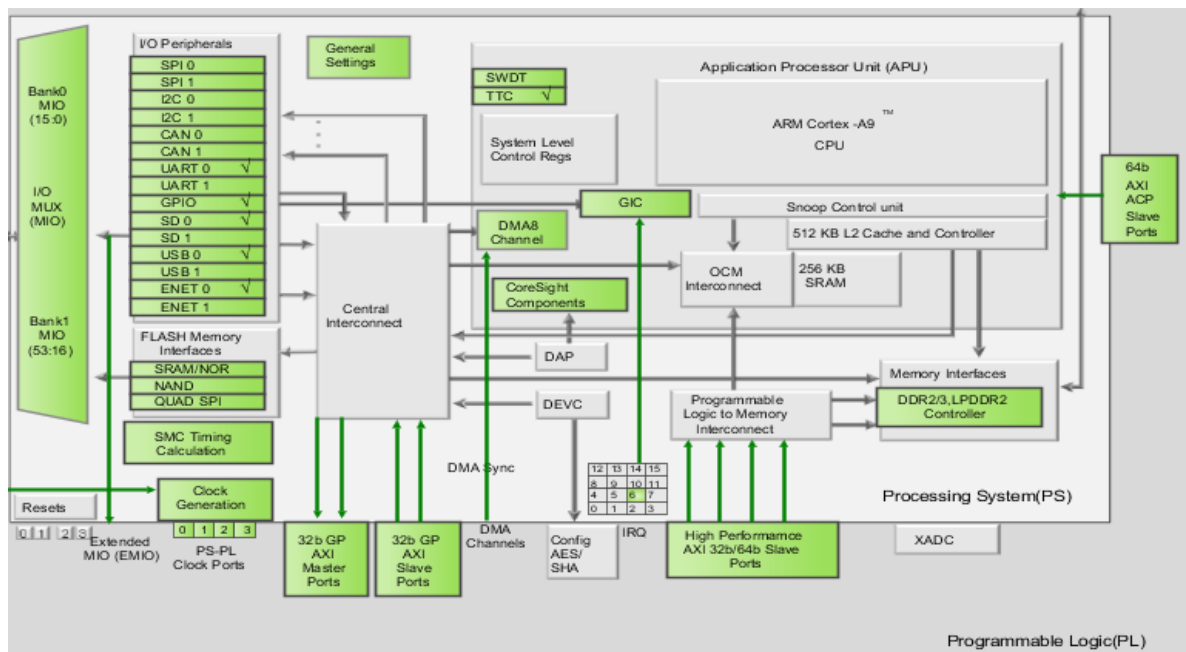 Bank0
MIO
(15:0)
I/O
MUX
(MIO)
Bank1
MIO
(53:16)
I/O Peripherals
SPI 0
SPI 1
I2C 0
I2C 1
CAN 0
CAN 1
UART 0 √
UART 1
GPIO √
SD 0 √
SD 1
USB 0 √
USB 1
ENET 0 √
ENET 1
FLASH Memory
Interfaces
SRAM/NOR
NAND
QUAD SPI
SMC Timing
Calculation
General
Settings
Application Processor Unit (APU)
SWDT
TTC √
System Level
Control Regs
ARM Cortex -A9 ™
CPU
GIC
Snoop Control unit
512 KB L2 Cache and Controller
DMA8
Channel
OCM
Interconnect
256 KB
SRAM
CoreSight
Components
Central
Interconnect
DAP
DEVC
Programmable
Logic to Memory
Interconnect
Memory Interfaces
DDR2/3,LPDDR2
Controller
64b
AXI
ACP
Slave
Ports
Resets
0 1 2 3
Clock
Generation
0 1 2 3
Extended
MIO (EMIO)
PS-PL
Clock Ports
32b GP
AXI
Master
Ports
32b GP
AXI
Slave
Ports
DMA Sync
DMA
Channels
Config
AES/
SHA
12 13 14 15
8 9 10 11
4 5 6 7
0 1 2 3
IRQ
High Performamce
AXI 32b/64b Slave
Ports
Processing System(PS)
XADC
Programmable Logic(PL)